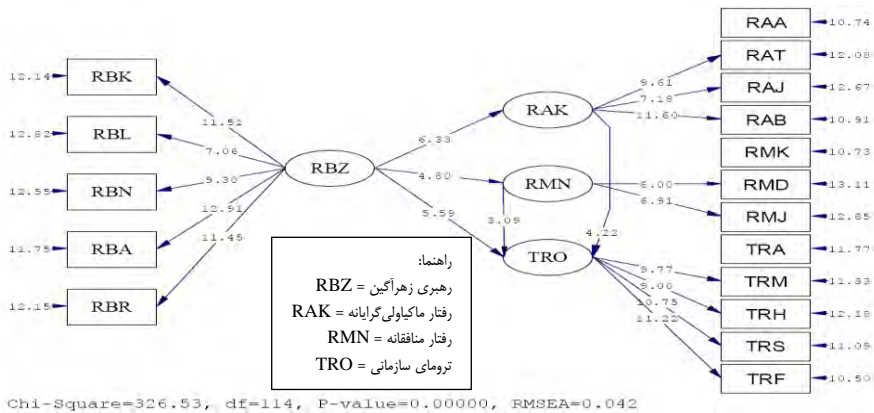 RAA 10.74
RAT 12.08
RAJ 12.67
RAB 10.91
RMK 10.73
RMD 13.11
RMJ 12.65
TRA 11.77
TRM 11.33
TRH 12.18
TRS 11.09
TRF 10.50
12.14 RBK
12.82 RBL
12.55 RBN
11.75 RBA
12.15 RBR
11.52
7.06
9.30
12.91
11.45
RBZ
6.33
4.80
5.59
RAK
RMN
TRO
3.09
4.22
9.61
7.18
11.60
6.00
6.91
9.77
9.00
10.75
11.22
راهنما:
رهبری زهرآگین = RBZ
رفتار ماکیاولی‌گرایانه = RAK
رفتار منافقانه = RMN
ترومای سازمانی = TRO
Chi-Square=326.53, df=114, P-value=0.00000, RMSEA=0.042